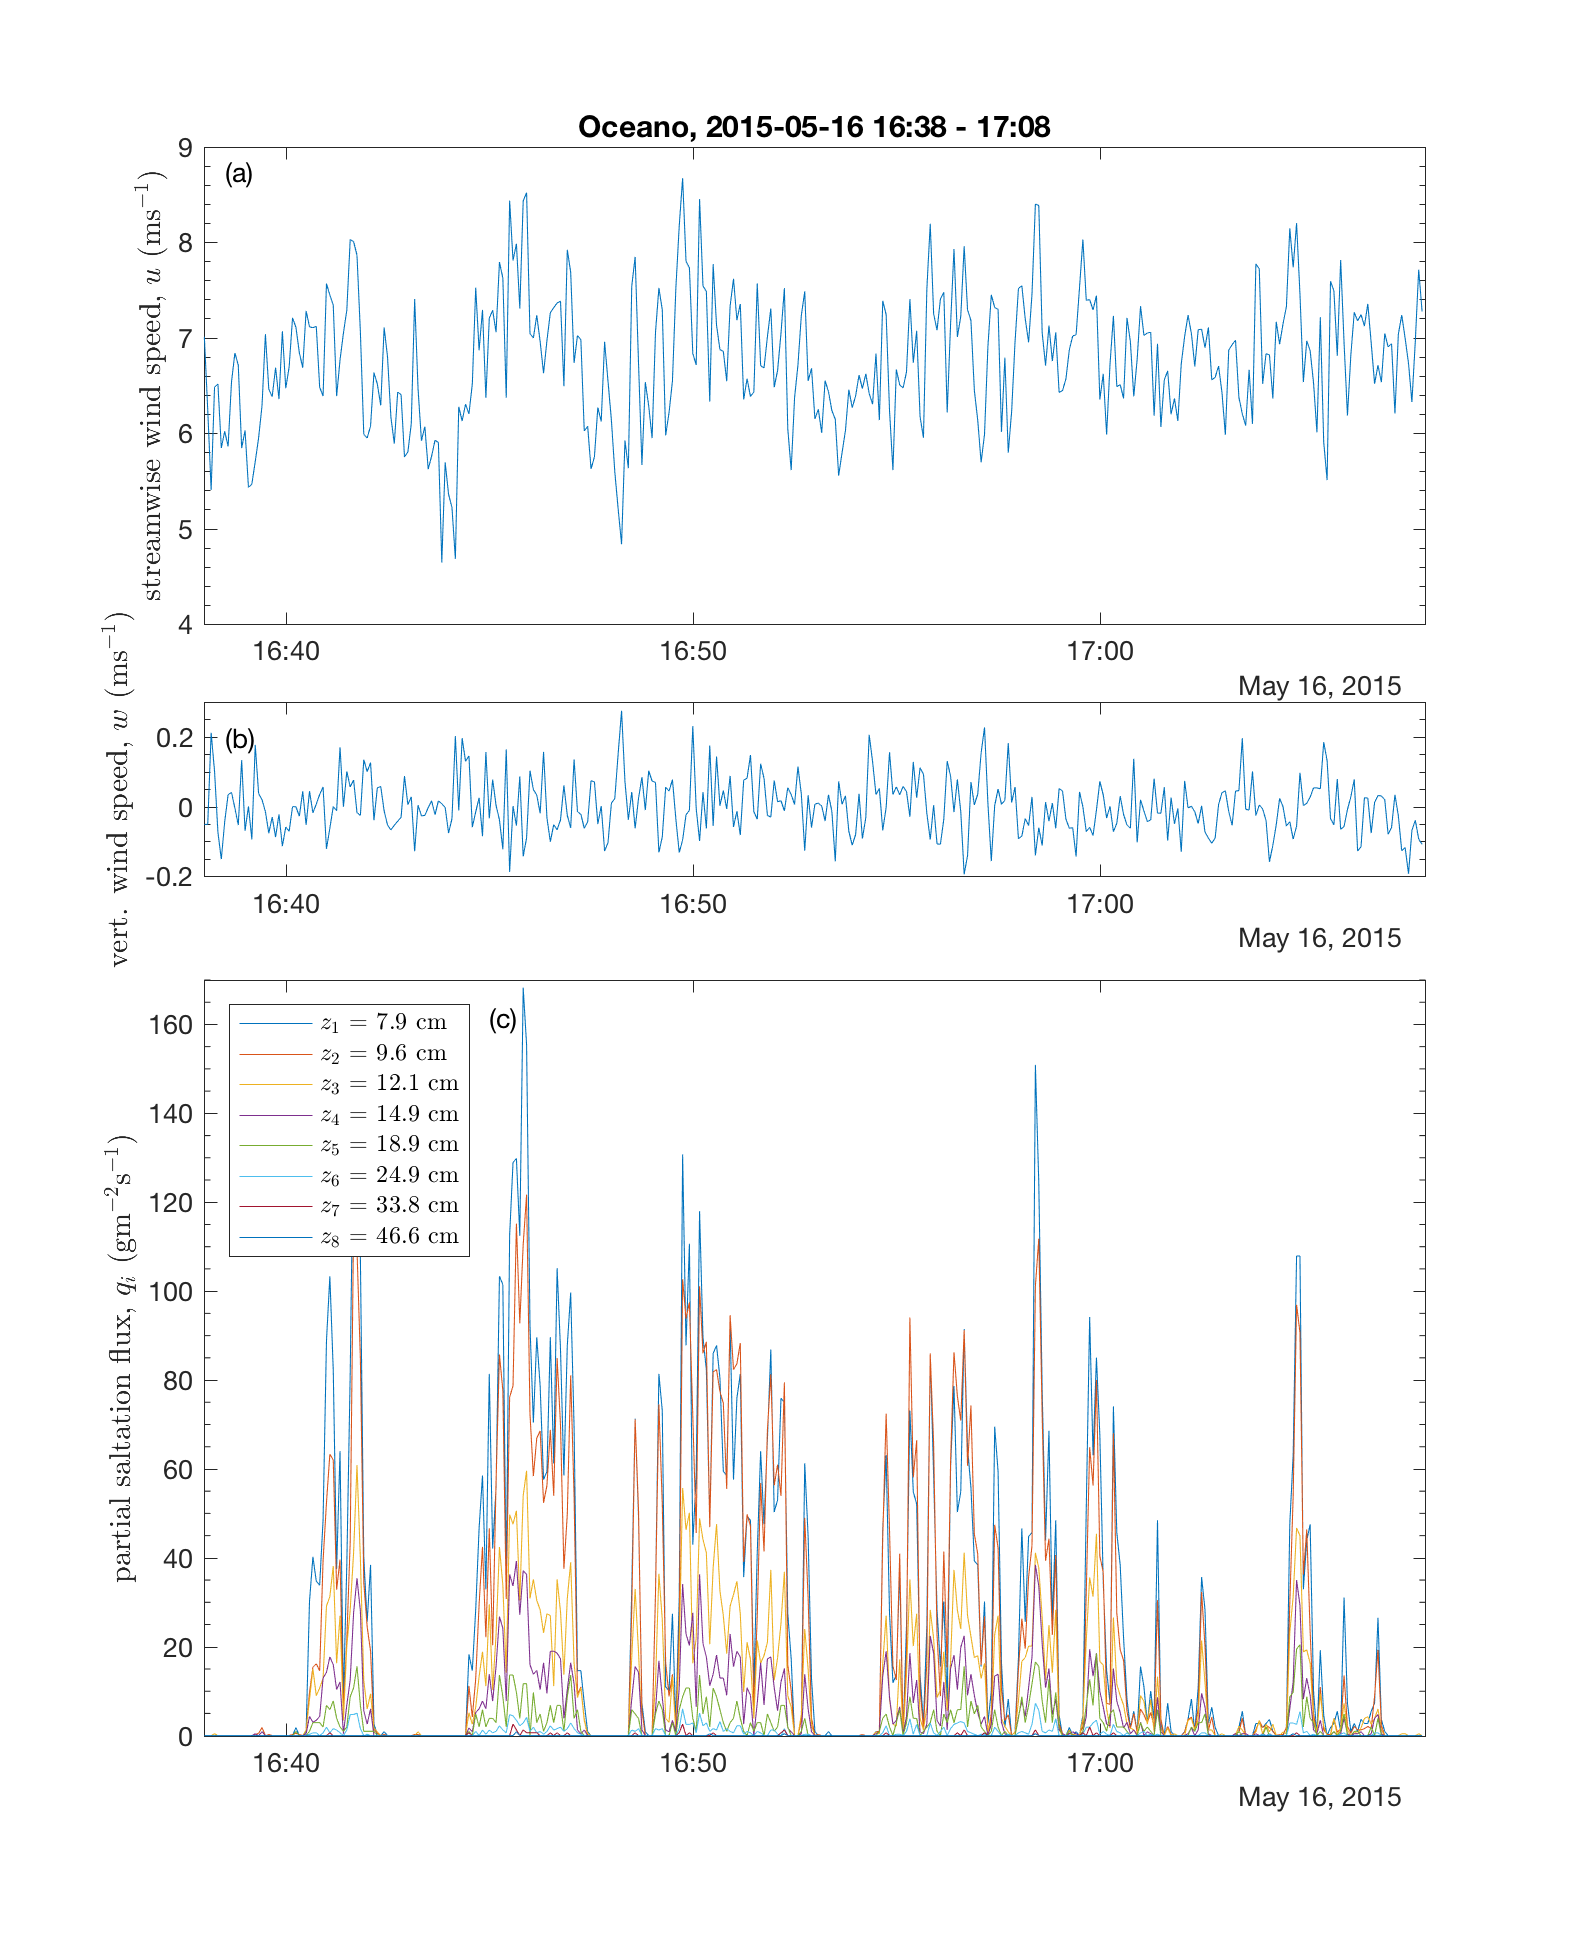 Oceano, 2015-05-16 16:38 - 17:08
(a)
streamwise wind speed, u (ms⁻¹)
9
8
7
6
5
4
16:40 16:50 17:00
May 16, 2015
(b)
vert. wind speed, w (ms⁻¹)
0.2
0
-0.2
16:40 16:50 17:00
May 16, 2015
(c)
partial saltation flux, qᵢ (gm⁻²s⁻¹)
160
140
120
100
80
60
40
20
0
z₁ = 7.9 cm
z₂ = 9.6 cm
z₃ = 12.1 cm
z₄ = 14.9 cm
z₅ = 18.9 cm
z₆ = 24.9 cm
z₇ = 33.8 cm
z₈ = 46.6 cm
16:40 16:50 17:00
May 16, 2015